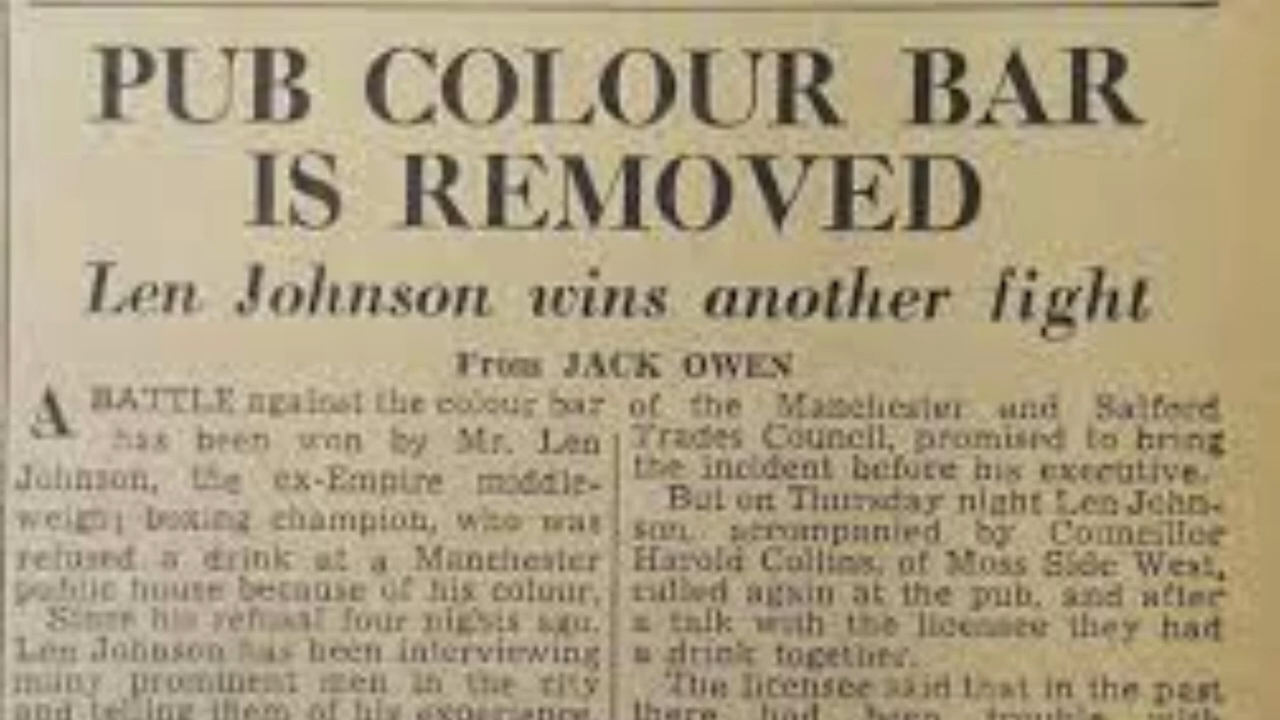 PUB COLOUR BAR
IS REMOVED
Len Johnson wins another fight
From JACK OWEN
A BATTLE against the colour bar
has been won by Mr. Len
Johnson, the ex-Empire middle-
weight boxing champion, who was
refused a drink at a Manchester
public house because of his colour.
Since his refusal four nights ago,
Len Johnson has been interviewing
many prominent men in the city
and telling them of his experience.
of the Manchester and Salford
Trades Council, promised to bring
the incident before his executive.
But on Thursday night Len John-
son, accompanied by Councillor
Harold Collins, of Moss Side West,
called again at the pub, and after
a talk with the licensee they had
a drink together.
The licensee said that in the past
there had been trouble with